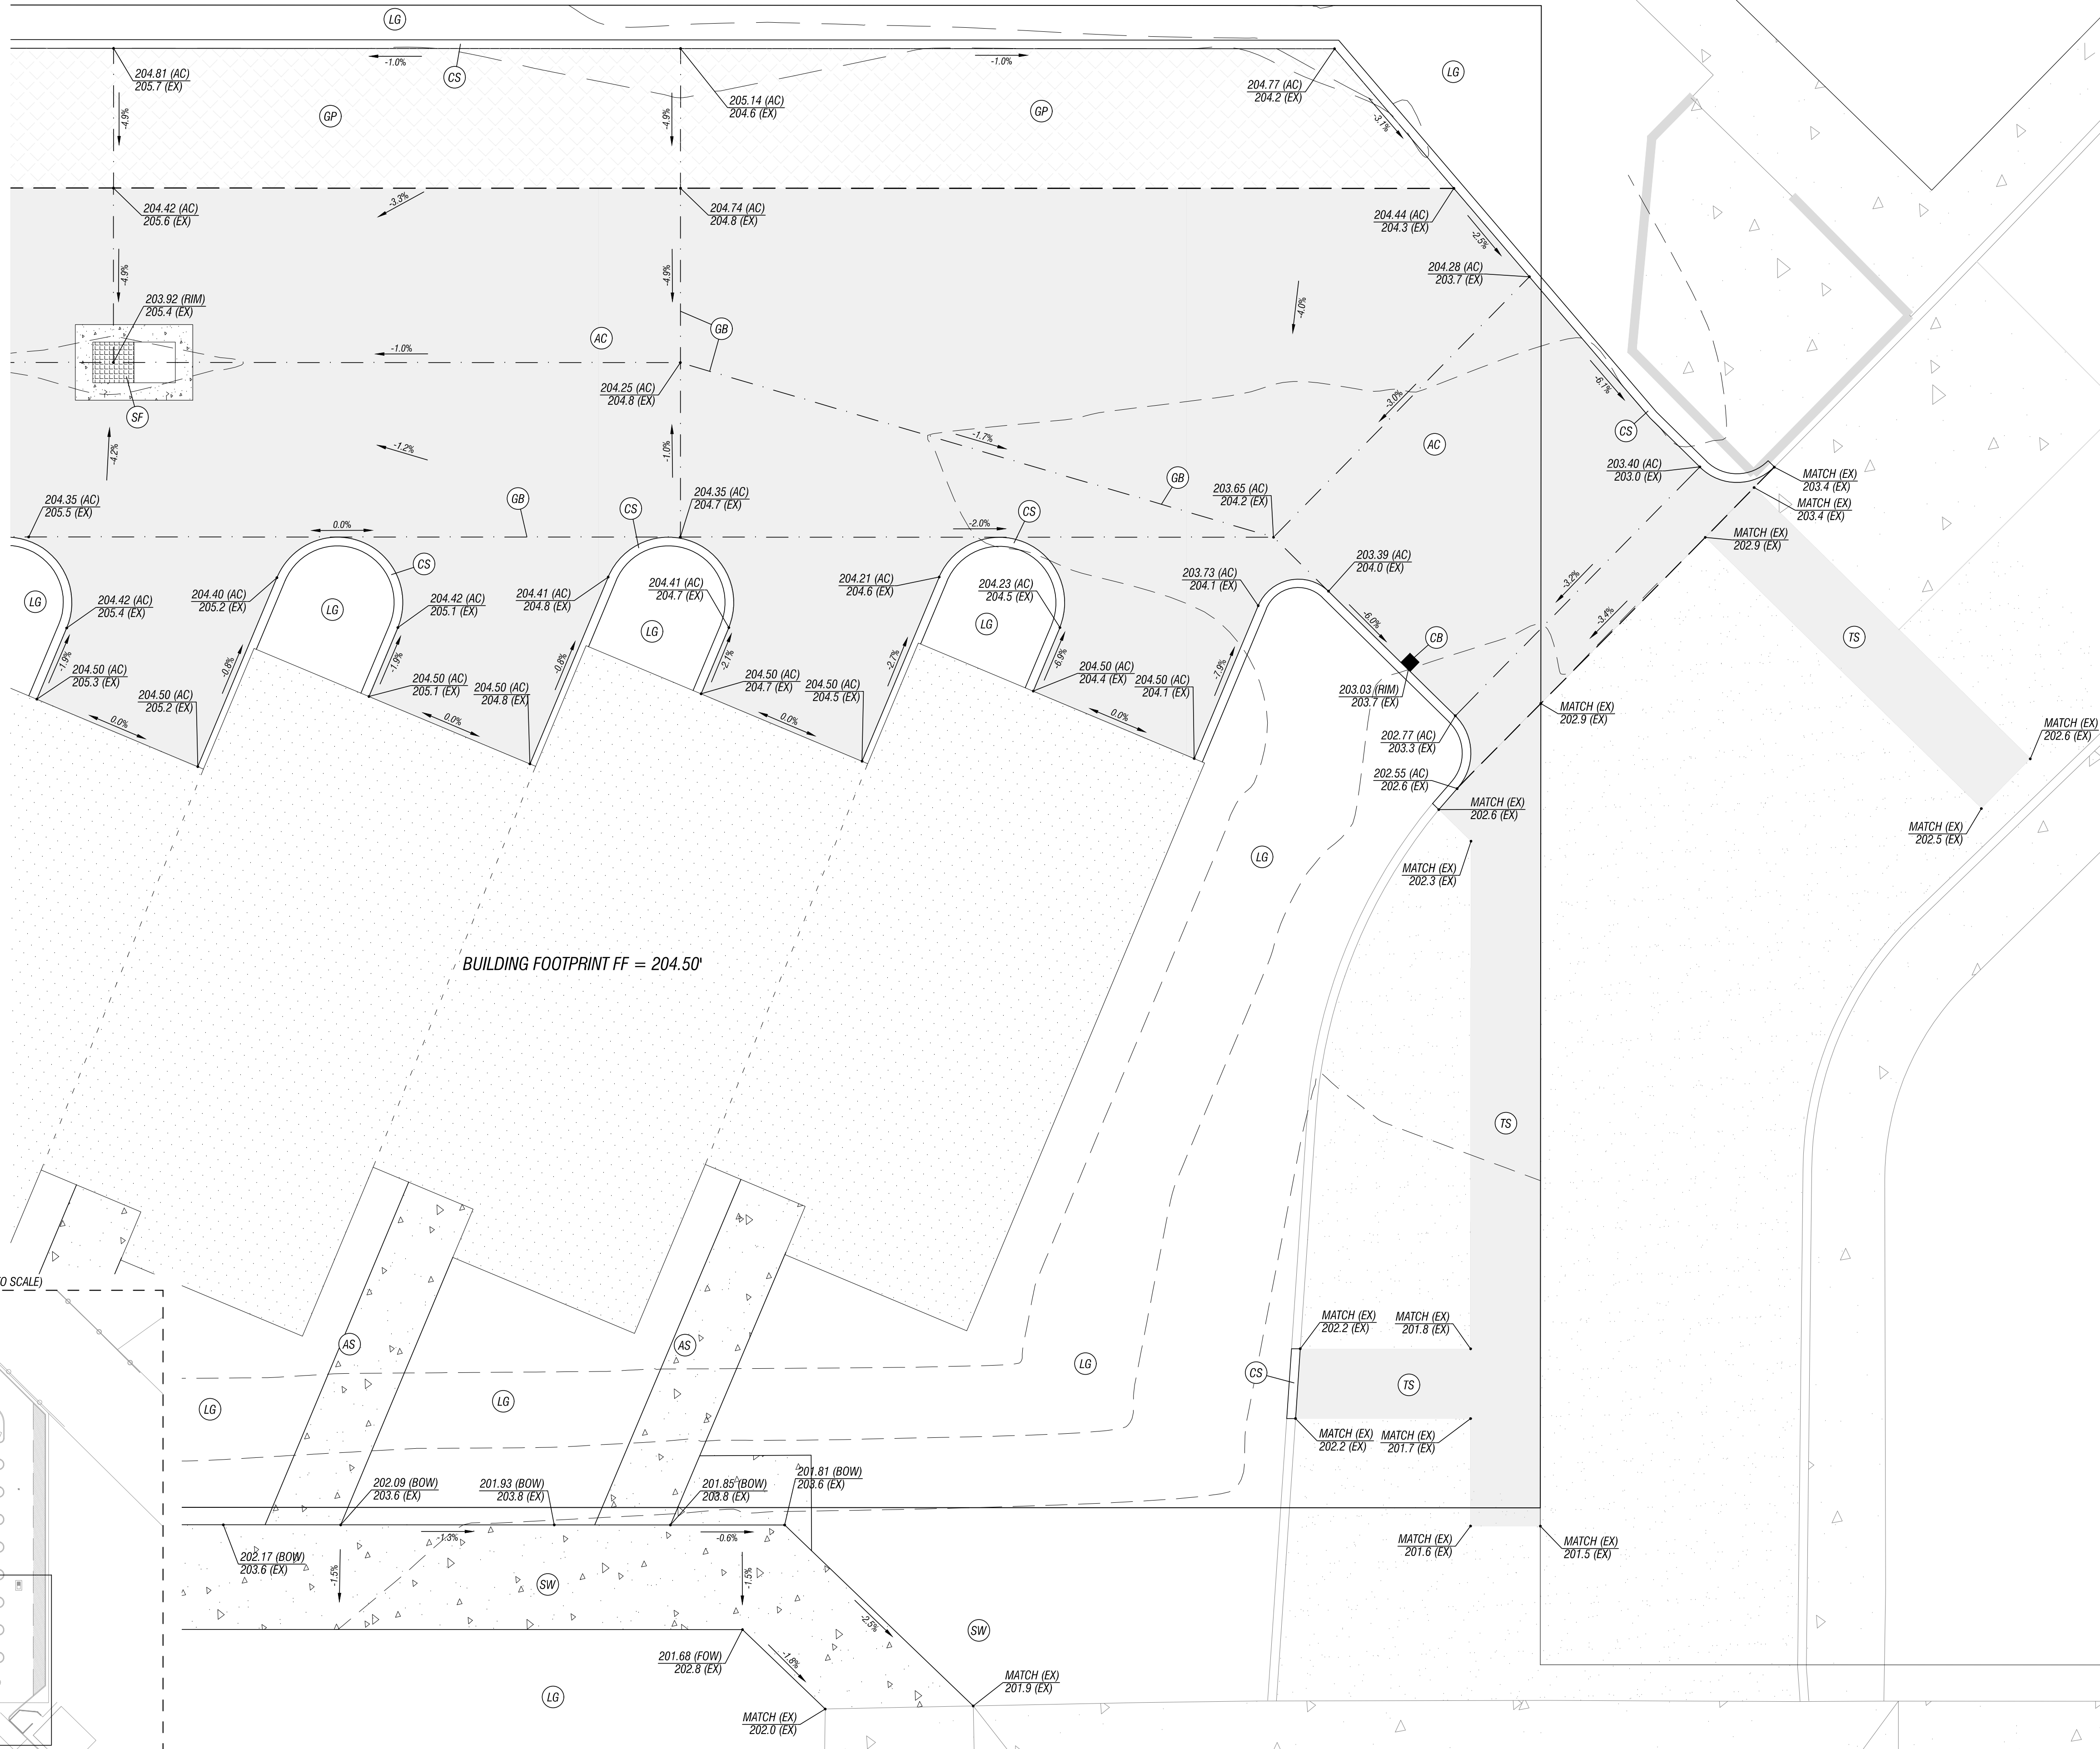 LG
-1.0%
-1.0%
CS
204.81 (AC)
205.7 (EX)
205.14 (AC)
204.6 (EX)
204.77 (AC)
204.2 (EX)
LG
GP
GP
-4.9%
-4.9%
-3.1%
204.42 (AC)
205.6 (EX)
-3.3%
204.74 (AC)
204.8 (EX)
204.44 (AC)
204.3 (EX)
-2.5%
-4.9%
-4.9%
204.28 (AC)
203.7 (EX)
203.92 (RIM)
205.4 (EX)
-4.0%
GB
AC
-1.0%
204.25 (AC)
204.8 (EX)
-6.1%
-3.0%
SF
CS
AC
-4.2%
-1.2%
-1.0%
-1.7%
203.40 (AC)
203.0 (EX)
MATCH (EX)
203.4 (EX)
MATCH (EX)
203.4 (EX)
GB
204.35 (AC)
205.5 (EX)
GB
204.35 (AC)
204.7 (EX)
203.65 (AC)
204.2 (EX)
CS
CS
0.0%
-2.0%
MATCH (EX)
202.9 (EX)
CS
203.39 (AC)
204.0 (EX)
204.40 (AC)
205.2 (EX)
204.41 (AC)
204.8 (EX)
204.41 (AC)
204.7 (EX)
204.21 (AC)
204.6 (EX)
204.23 (AC)
204.5 (EX)
203.73 (AC)
204.1 (EX)
-3.2%
LG
204.42 (AC)
205.4 (EX)
LG
204.42 (AC)
205.1 (EX)
LG
LG
-6.0%
-3.4%
CB
TS
-1.9%
-0.8%
-1.9%
-0.8%
-2.1%
-2.7%
-6.9%
-7.9%
204.50 (AC)
205.3 (EX)
204.50 (AC)
205.2 (EX)
204.50 (AC)
205.1 (EX)
204.50 (AC)
204.8 (EX)
204.50 (AC)
204.7 (EX)
204.50 (AC)
204.5 (EX)
204.50 (AC)
204.4 (EX)
204.50 (AC)
204.1 (EX)
203.03 (RIM)
203.7 (EX)
MATCH (EX)
202.9 (EX)
0.0%
0.0%
0.0%
0.0%
MATCH (EX)
202.6 (EX)
202.77 (AC)
203.3 (EX)
202.55 (AC)
202.6 (EX)
MATCH (EX)
202.6 (EX)
MATCH (EX)
202.5 (EX)
LG
MATCH (EX)
202.3 (EX)
BUILDING FOOTPRINT FF = 204.50'
TS
O SCALE)
MATCH (EX)
202.2 (EX)
MATCH (EX)
201.8 (EX)
AS
AS
LG
CS
TS
LG
LG
MATCH (EX)
202.2 (EX)
MATCH (EX)
201.7 (EX)
202.09 (BOW)
203.6 (EX)
201.93 (BOW)
203.8 (EX)
201.85 (BOW)
203.8 (EX)
201.81 (BOW)
203.6 (EX)
-1.3%
-0.6%
MATCH (EX)
201.6 (EX)
MATCH (EX)
201.5 (EX)
202.17 (BOW)
203.6 (EX)
-1.5%
SW
-1.5%
-2.5%
SW
201.68 (FOW)
202.8 (EX)
-1.8%
MATCH (EX)
201.9 (EX)
LG
MATCH (EX)
202.0 (EX)